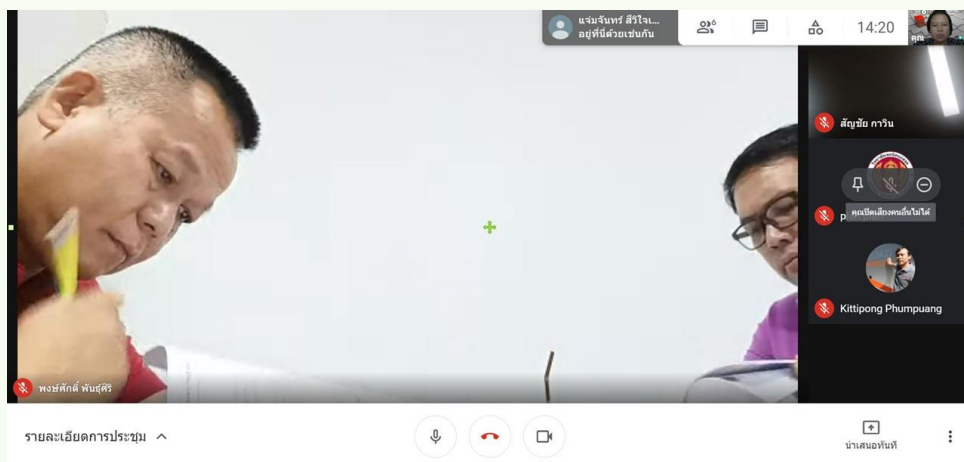 แจ่มจันทร์ สีวิใจเ...
อยู่ที่นี่ด้วยเช่นกัน
6
14:20
คุณ
สัญชัย กาวิน
p
คุณเปิดเสียงคนอื่นไม่ได้
Kittipong Phumpuang
พงษ์ศักดิ์ พันธุ์ศิริ
รายละเอียดการประชุม
นำเสนอทันที